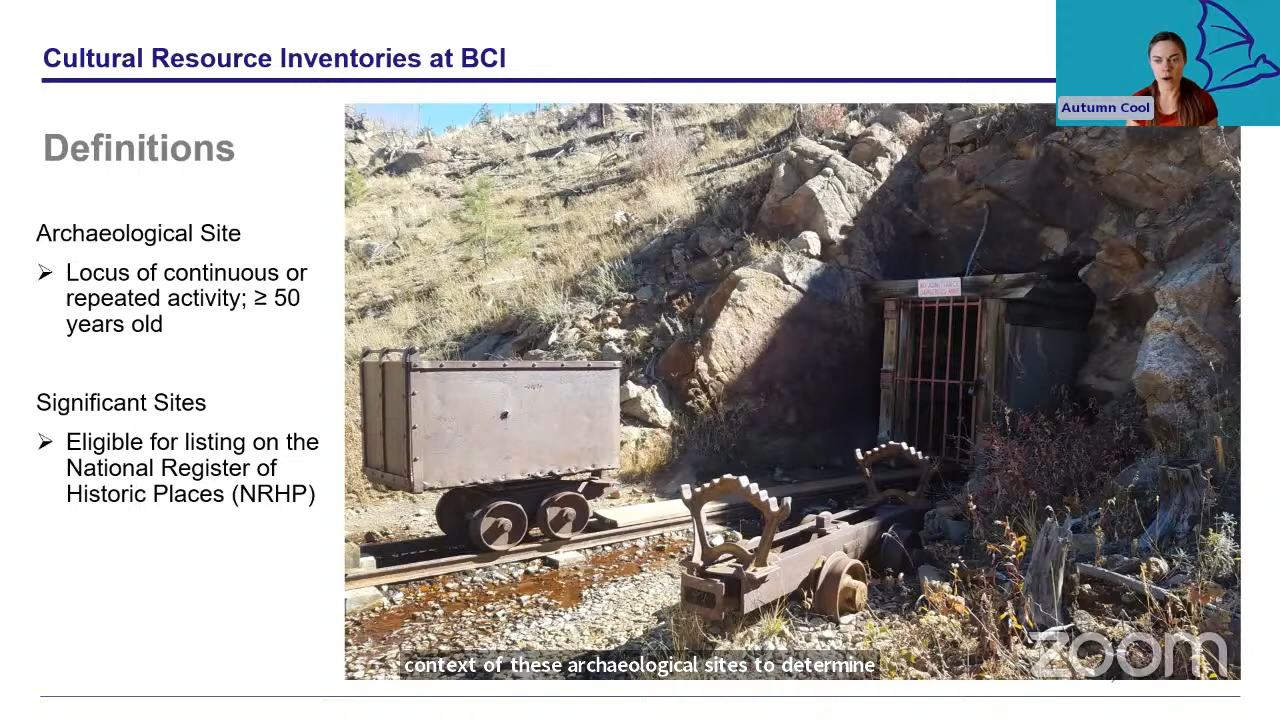 Cultural Resource Inventories at BCI
Autumn Cool
Definitions
Archaeological Site
➢ Locus of continuous or
repeated activity; ≥ 50
years old
Significant Sites
➢ Eligible for listing on the
National Register of
Historic Places (NRHP)
NO ADMITTANCE
context of these archaeological sites to determine
zoom